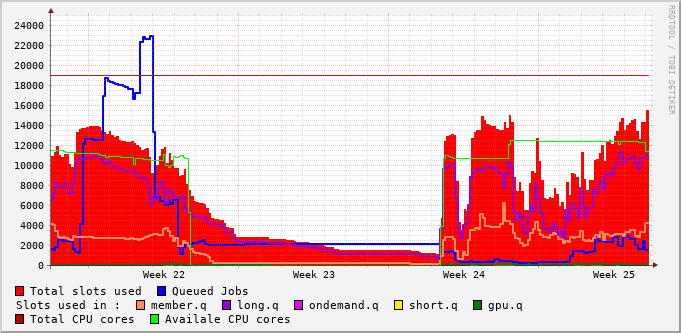 RRDTOOL / TOBI OETIKER
24000
22000
20000
18000
16000
14000
12000
10000
8000
6000
4000
2000
0
Week 22 Week 23 Week 24 Week 25
Total slots used Queued Jobs
Slots used in : member.q long.q ondemand.q short.q gpu.q
Total CPU cores Availale CPU cores